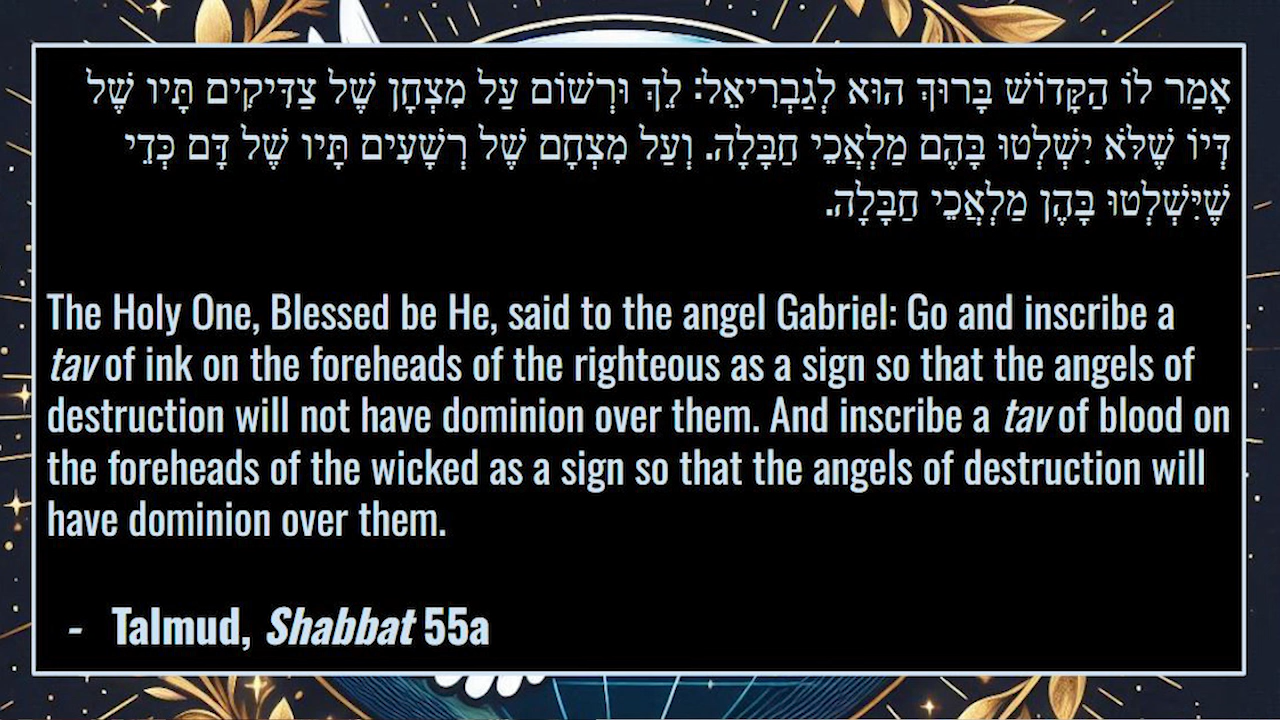 אָמַר לוֹ הַקָּדוֹשׁ בָּרוּךְ הוּא לְגַבְרִיאֵל: לֵךְ וּרְשׁוֹם עַל מִצְחָן שֶׁל צַדִּיקִים תָּיו שֶׁל
דְּיוֹ שֶׁלֹּא יִשְׁלְטוּ בָּהֶם מַלְאֲכֵי חַבָּלָה. וְעַל מִצְחָם שֶׁל רְשָׁעִים תָּיו שֶׁל דָּם כְּדֵי
שֶׁיִּשְׁלְטוּ בָּהֶן מַלְאֲכֵי חַבָּלָה.
The Holy One, Blessed be He, said to the angel Gabriel: Go and inscribe a
tav of ink on the foreheads of the righteous as a sign so that the angels of
destruction will not have dominion over them. And inscribe a tav of blood on
the foreheads of the wicked as a sign so that the angels of destruction will
have dominion over them.
- Talmud, Shabbat 55a